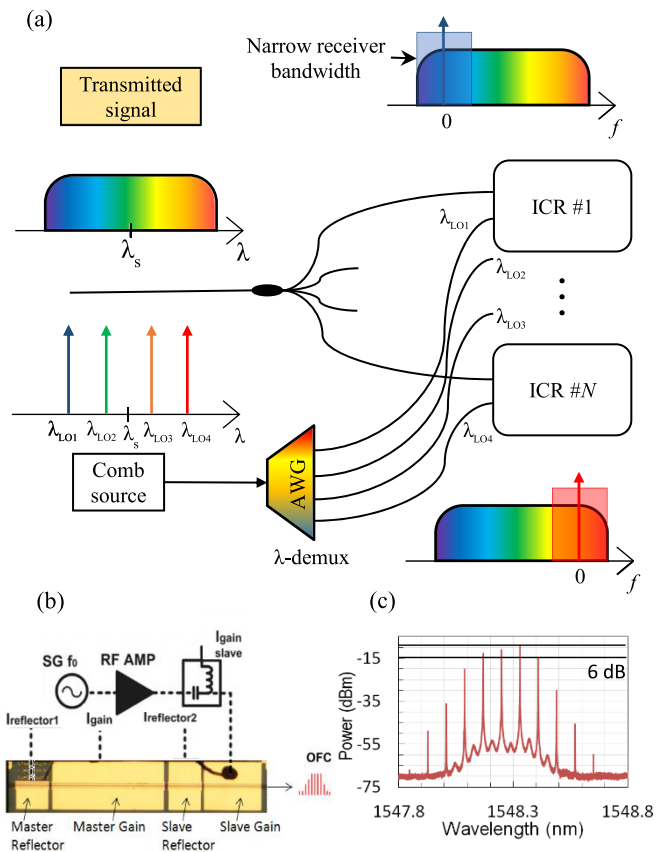 (a)
Narrow receiver
bandwidth
0
f
Transmitted
signal
λs
λ
ICR #1
λLO1
λLO2
λLO3
ICR #N
λLO4
λLO1
λLO2
λs
λLO3
λLO4
λ
Comb
source
AWG
λ-demux
0
f
(b)
Igain
slave
SG f0
RF AMP
Ireflector1
Igain
Ireflector2
OFC
Master
Reflector
Master Gain
Slave
Reflector
Slave Gain
(c)
Power (dBm)
-15
-35
-55
-75
6 dB
1547.8
1548.3
1548.8
Wavelength (nm)